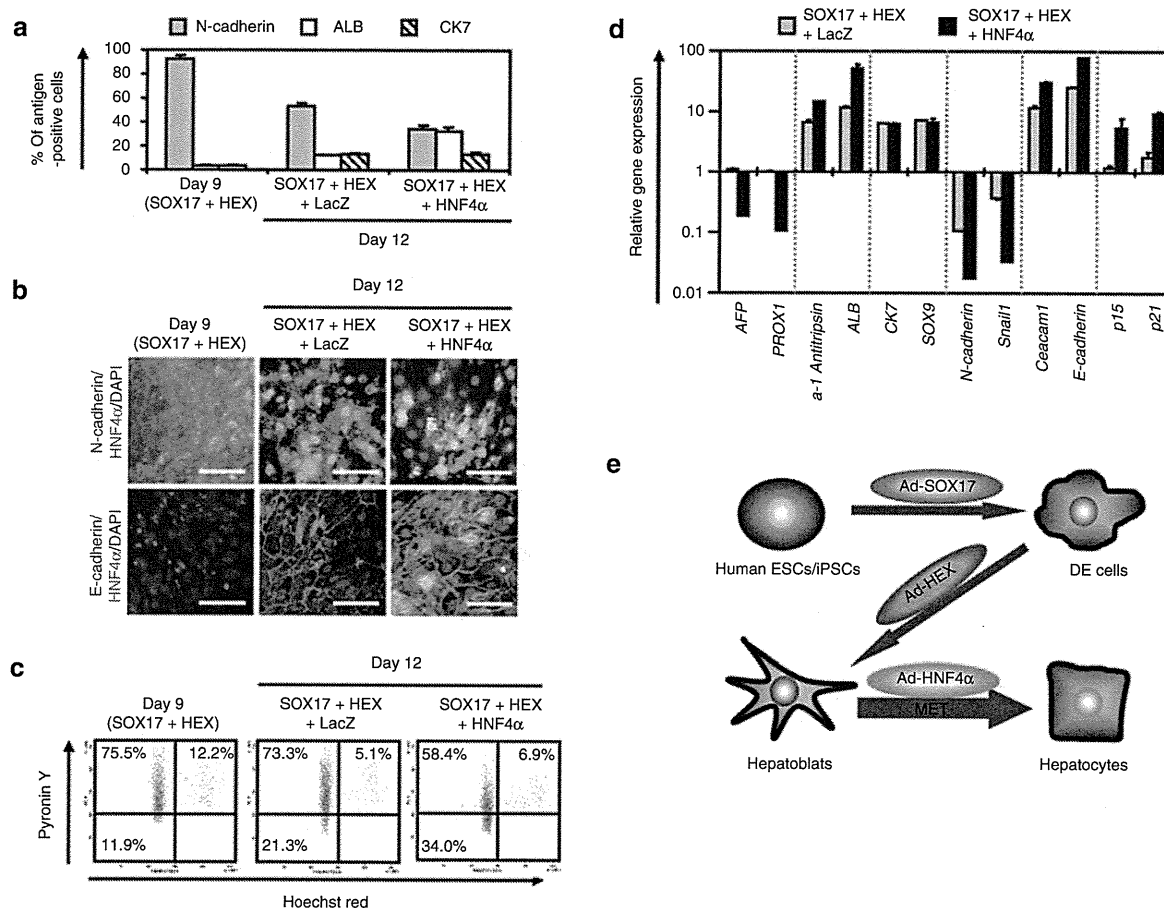 a
N-cadherin
ALB
CK7
% Of antigen
-positive cells
100
80
60
40
20
0
Day 9
(SOX17 + HEX)
SOX17 + HEX
+ LacZ
SOX17 + HEX
+ HNF4α
Day 12
b
Day 12
Day 9
(SOX17 + HEX)
SOX17 + HEX
+ LacZ
SOX17 + HEX
+ HNF4α
N-cadherin/
HNF4α/DAPI
E-cadherin/
HNF4α/DAPI
c
Day 12
Day 9
(SOX17 + HEX)
SOX17 + HEX
+ LacZ
SOX17 + HEX
+ HNF4α
Pyronin Y
75.5%
12.2%
11.9%
73.3%
5.1%
21.3%
58.4%
6.9%
34.0%
Hoechst red
d
SOX17 + HEX
+ LacZ
SOX17 + HEX
+ HNF4α
Relative gene expression
100
10
1
0.1
0.01
AFP
PROX1
a-1 Antitripsin
ALB
CK7
SOX9
N-cadherin
Snail1
Ceacam1
E-cadherin
p15
p21
e
Ad-SOX17
Human ESCs/iPSCs
DE cells
Ad-HEX
Ad-HNF4α
MET
Hepatoblats
Hepatocytes